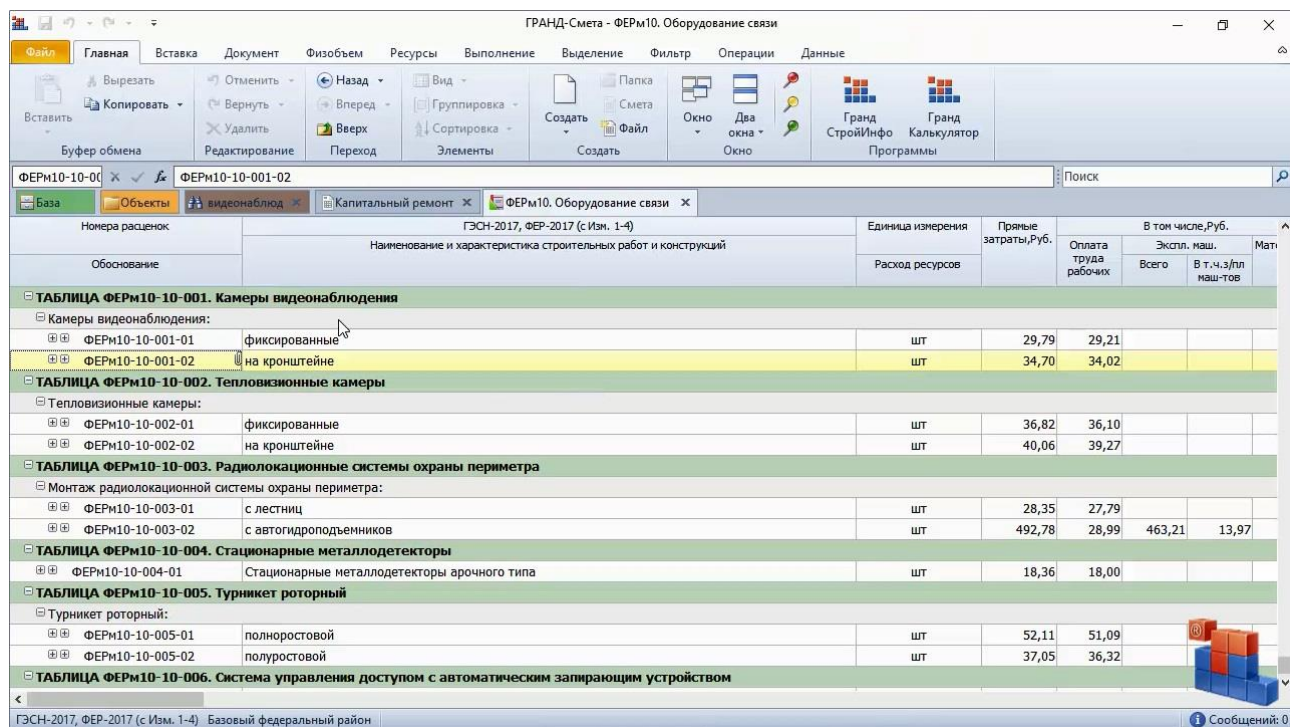 ГРАНД-Смета - ФЕРм10. Оборудование связи
Файл Главная Вставка Документ Физобъем Ресурсы Выполнение Выделение Фильтр Операции Данные
Вставить
Вырезать
Копировать
Буфер обмена
Отменить
Вернуть
Удалить
Редактирование
Назад
Вперед
Вверх
Переход
Вид
Группировка
Сортировка
Элементы
Создать
Папка
Смета
Файл
Создать
Окно
Два окна
Окно
Гранд СтройИнфо
Гранд Калькулятор
Программы
ФЕРм10-10-00 fx ФЕРм10-10-001-02 Поиск
База Объекты видеонаблюд Капитальный ремонт ФЕРм10. Оборудование связи
Номера расценок
Обоснование
ГЭСН-2017, ФЕР-2017 (с Изм. 1-4)
Наименование и характеристика строительных работ и конструкций
Единица измерения
Расход ресурсов
Прямые затраты,Руб.
В том числе,Руб.
Оплата труда рабочих
Экспл. маш.
Всего
В т.ч.з/пл маш-тов
Мате
ТАБЛИЦА ФЕРм10-10-001. Камеры видеонаблюдения
Камеры видеонаблюдения:
ФЕРм10-10-001-01 фиксированные шт 29,79 29,21
ФЕРм10-10-001-02 на кронштейне шт 34,70 34,02
ТАБЛИЦА ФЕРм10-10-002. Тепловизионные камеры
Тепловизионные камеры:
ФЕРм10-10-002-01 фиксированные шт 36,82 36,10
ФЕРм10-10-002-02 на кронштейне шт 40,06 39,27
ТАБЛИЦА ФЕРм10-10-003. Радиолокационные системы охраны периметра
Монтаж радиолокационной системы охраны периметра:
ФЕРм10-10-003-01 с лестниц шт 28,35 27,79
ФЕРм10-10-003-02 с автогидроподъемников шт 492,78 28,99 463,21 13,97
ТАБЛИЦА ФЕРм10-10-004. Стационарные металлодетекторы
ФЕРм10-10-004-01 Стационарные металлодетекторы арочного типа шт 18,36 18,00
ТАБЛИЦА ФЕРм10-10-005. Турникет роторный
Турникет роторный:
ФЕРм10-10-005-01 полноростовой шт 52,11 51,09
ФЕРм10-10-005-02 полуростовой шт 37,05 36,32
ТАБЛИЦА ФЕРм10-10-006. Система управления доступом с автоматическим запирающим устройством
ГЭСН-2017, ФЕР-2017 (с Изм. 1-4) Базовый федеральный район Сообщений: 0